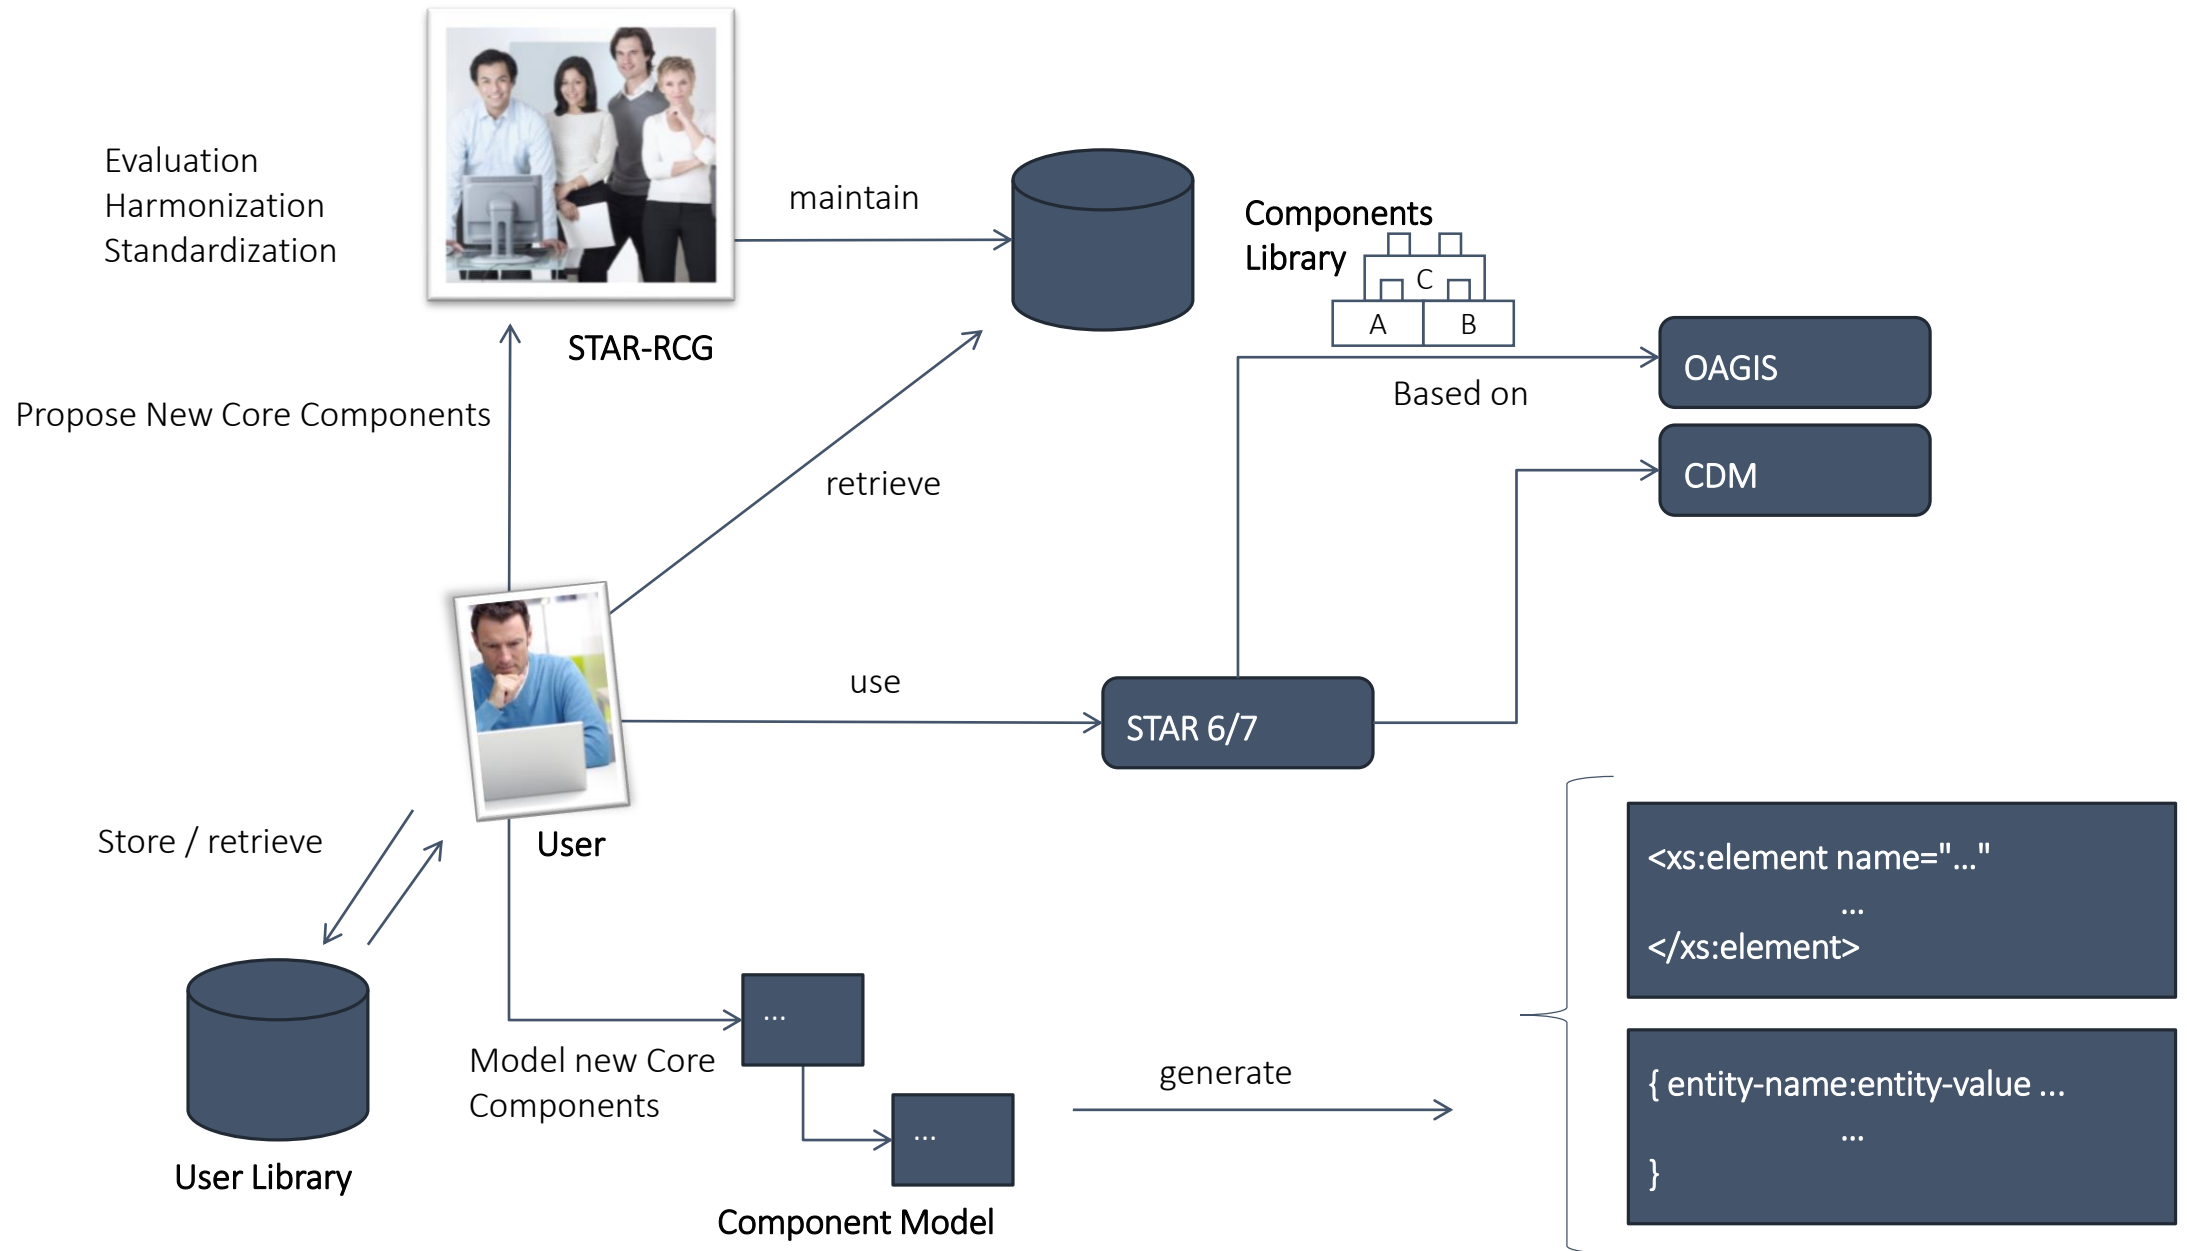 Evaluation
Harmonization
Standardization
maintain
Components
Library
C
A
B
STAR-RCG
OAGIS
Based on
Propose New Core Components
CDM
retrieve
use
STAR 6/7
Store / retrieve
User
<xs:element name="..."
...
</xs:element>
...
Model new Core
Components
generate
{ entity-name:entity-value ...
...
}
...
User Library
Component Model